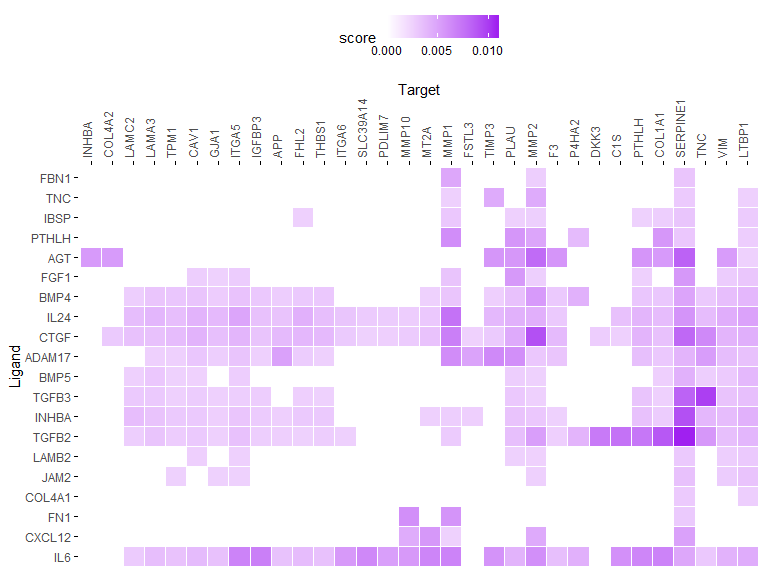 score
0.000 0.005 0.010
Target
INHBA COL4A2 LAMC2 LAMA3 TPM1 CAV1 GJA1 ITGA5 IGFBP3 APP FHL2 THBS1 ITGA6 SLC39A14 PDLIM7 MMP10 MT2A MMP1 FSTL3 TIMP3 PLAU MMP2 F3 P4HA2 DKK3 C1S PTHLH COL1A1 SERPINE1 TNC VIM LTBP1
Ligand
FBN1
TNC
IBSP
PTHLH
AGT
FGF1
BMP4
IL24
CTGF
ADAM17
BMP5
TGFB3
INHBA
TGFB2
LAMB2
JAM2
COL4A1
FN1
CXCL12
IL6